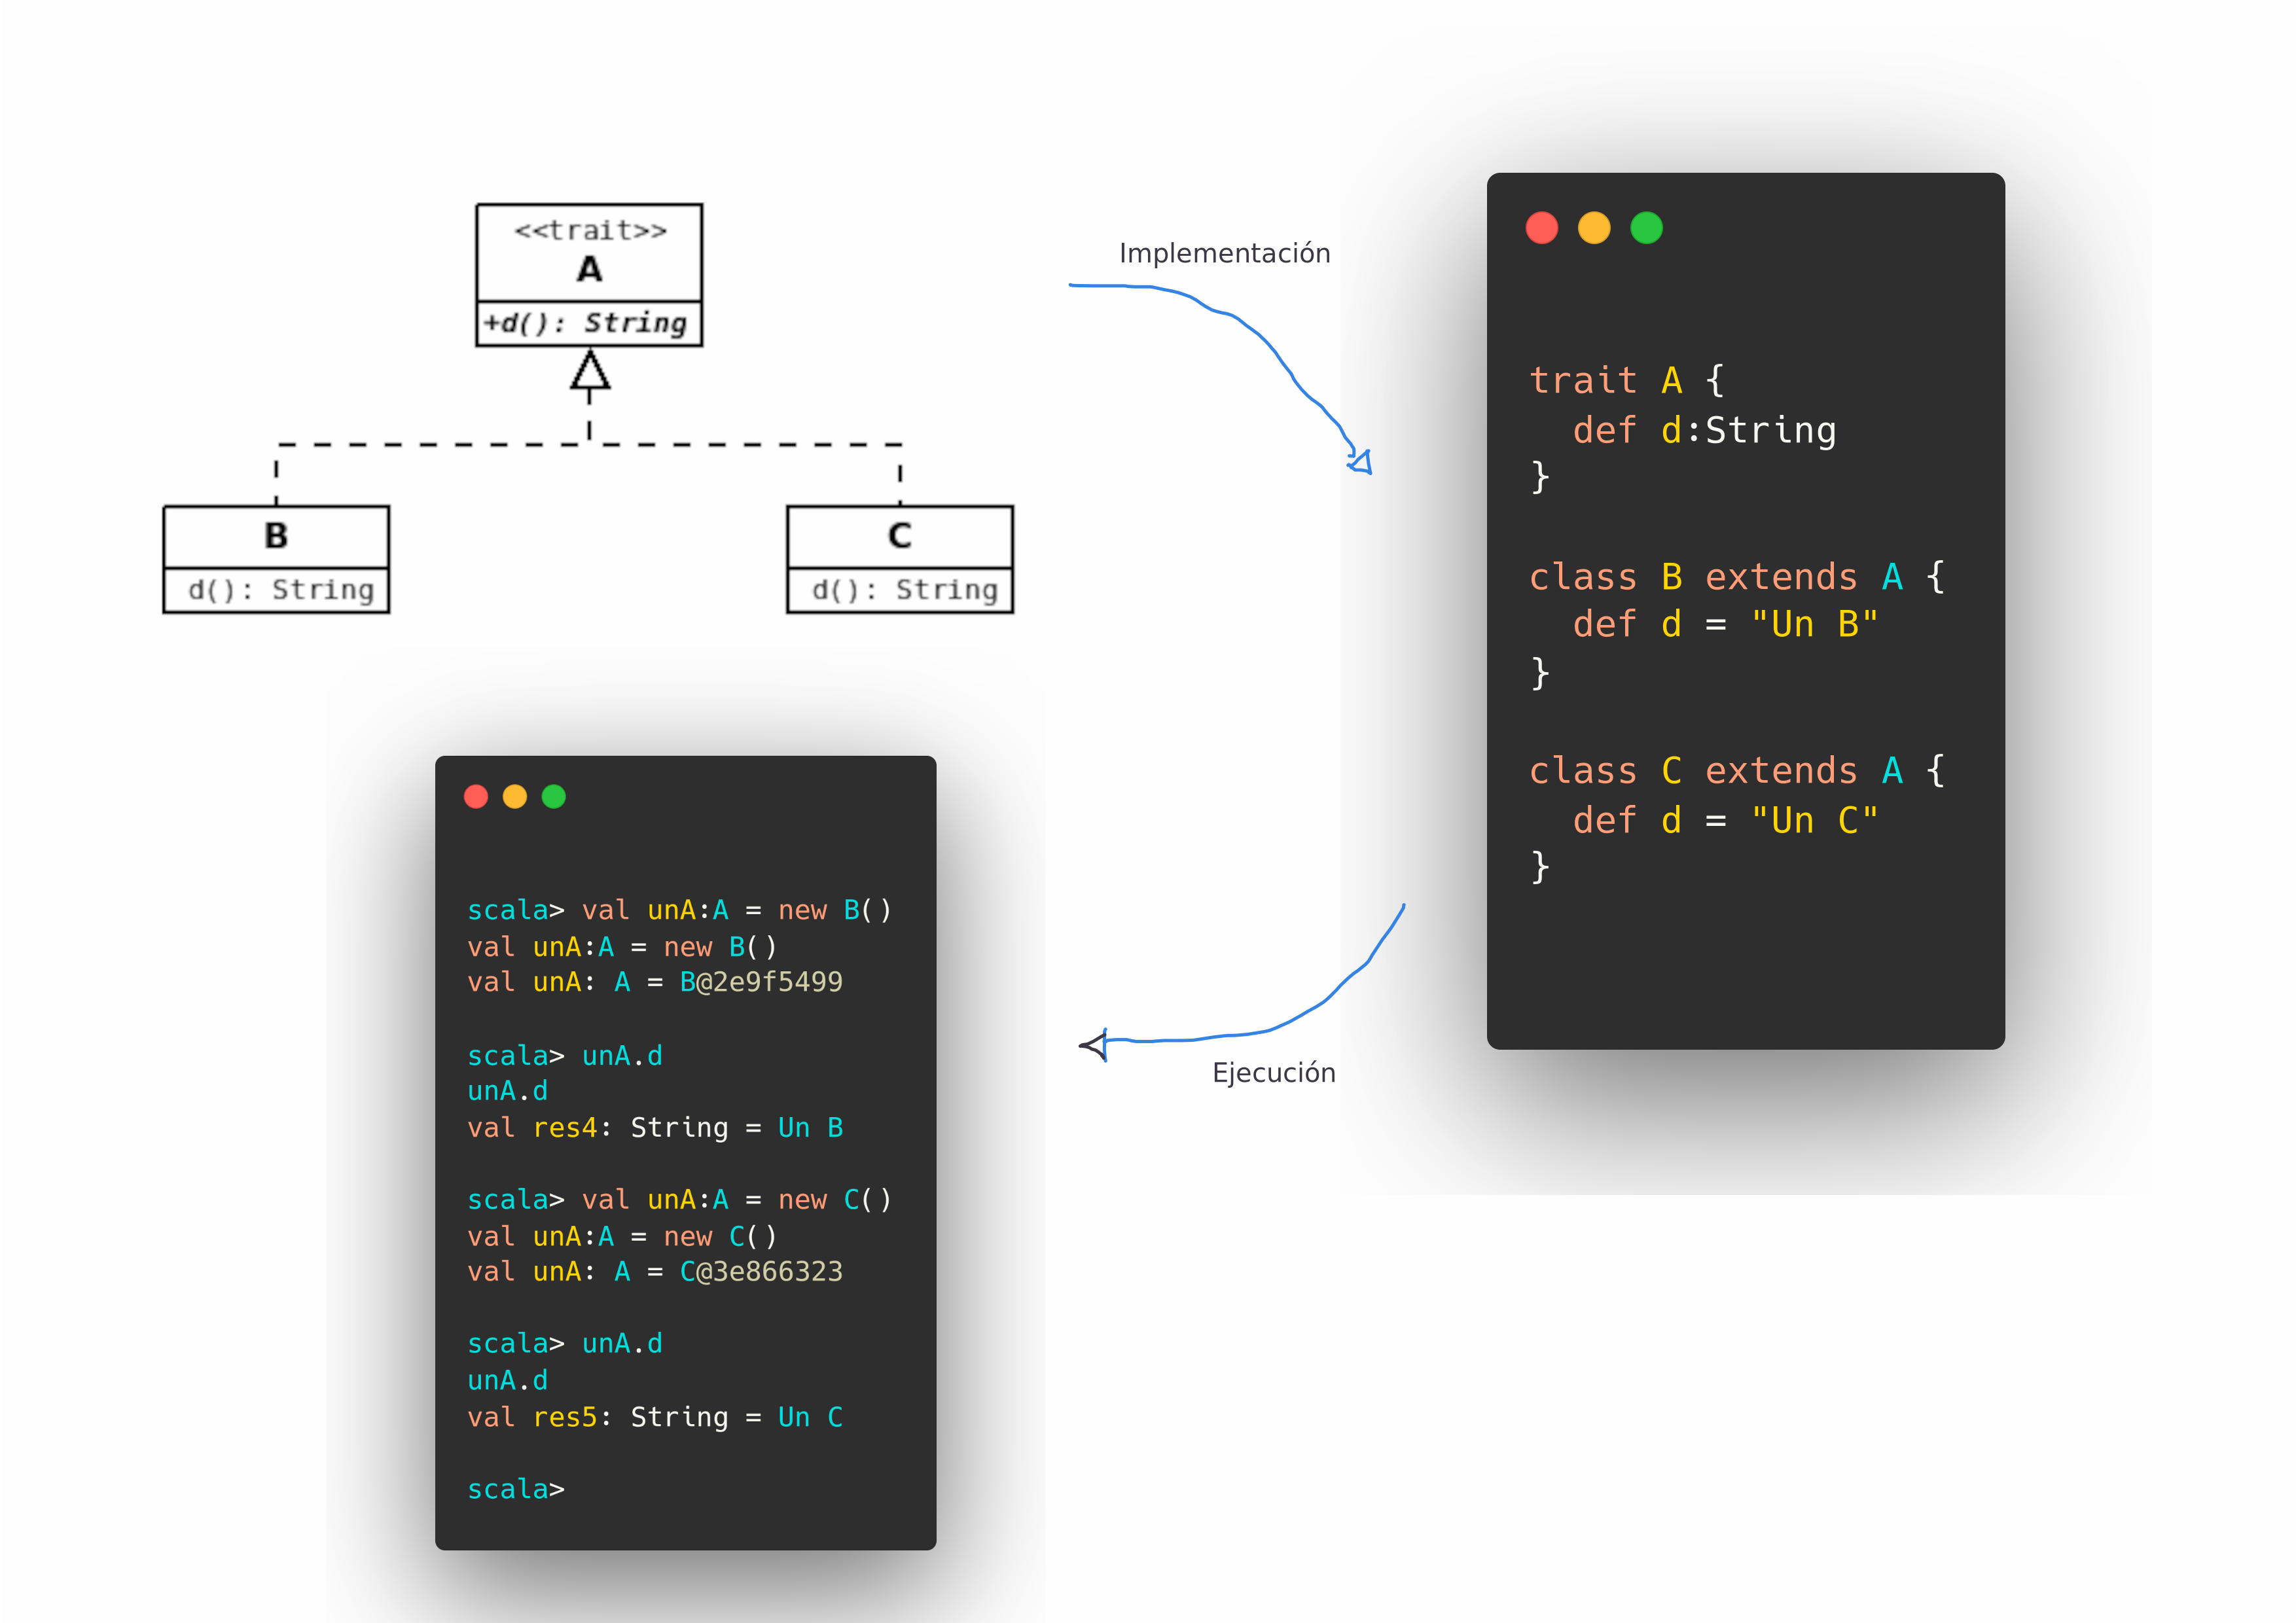 <<trait>>
A
+d(): String
B
d(): String
C
d(): String
Implementación
trait A {
  def d:String
}
class B extends A {
  def d = "Un B"
}
class C extends A {
  def d = "Un C"
}
Ejecución
scala> val unA:A = new B()
val unA:A = new B()
val unA: A = B@2e9f5499
scala> unA.d
unA.d
val res4: String = Un B
scala> val unA:A = new C()
val unA:A = new C()
val unA: A = C@3e866323
scala> unA.d
unA.d
val res5: String = Un C
scala>